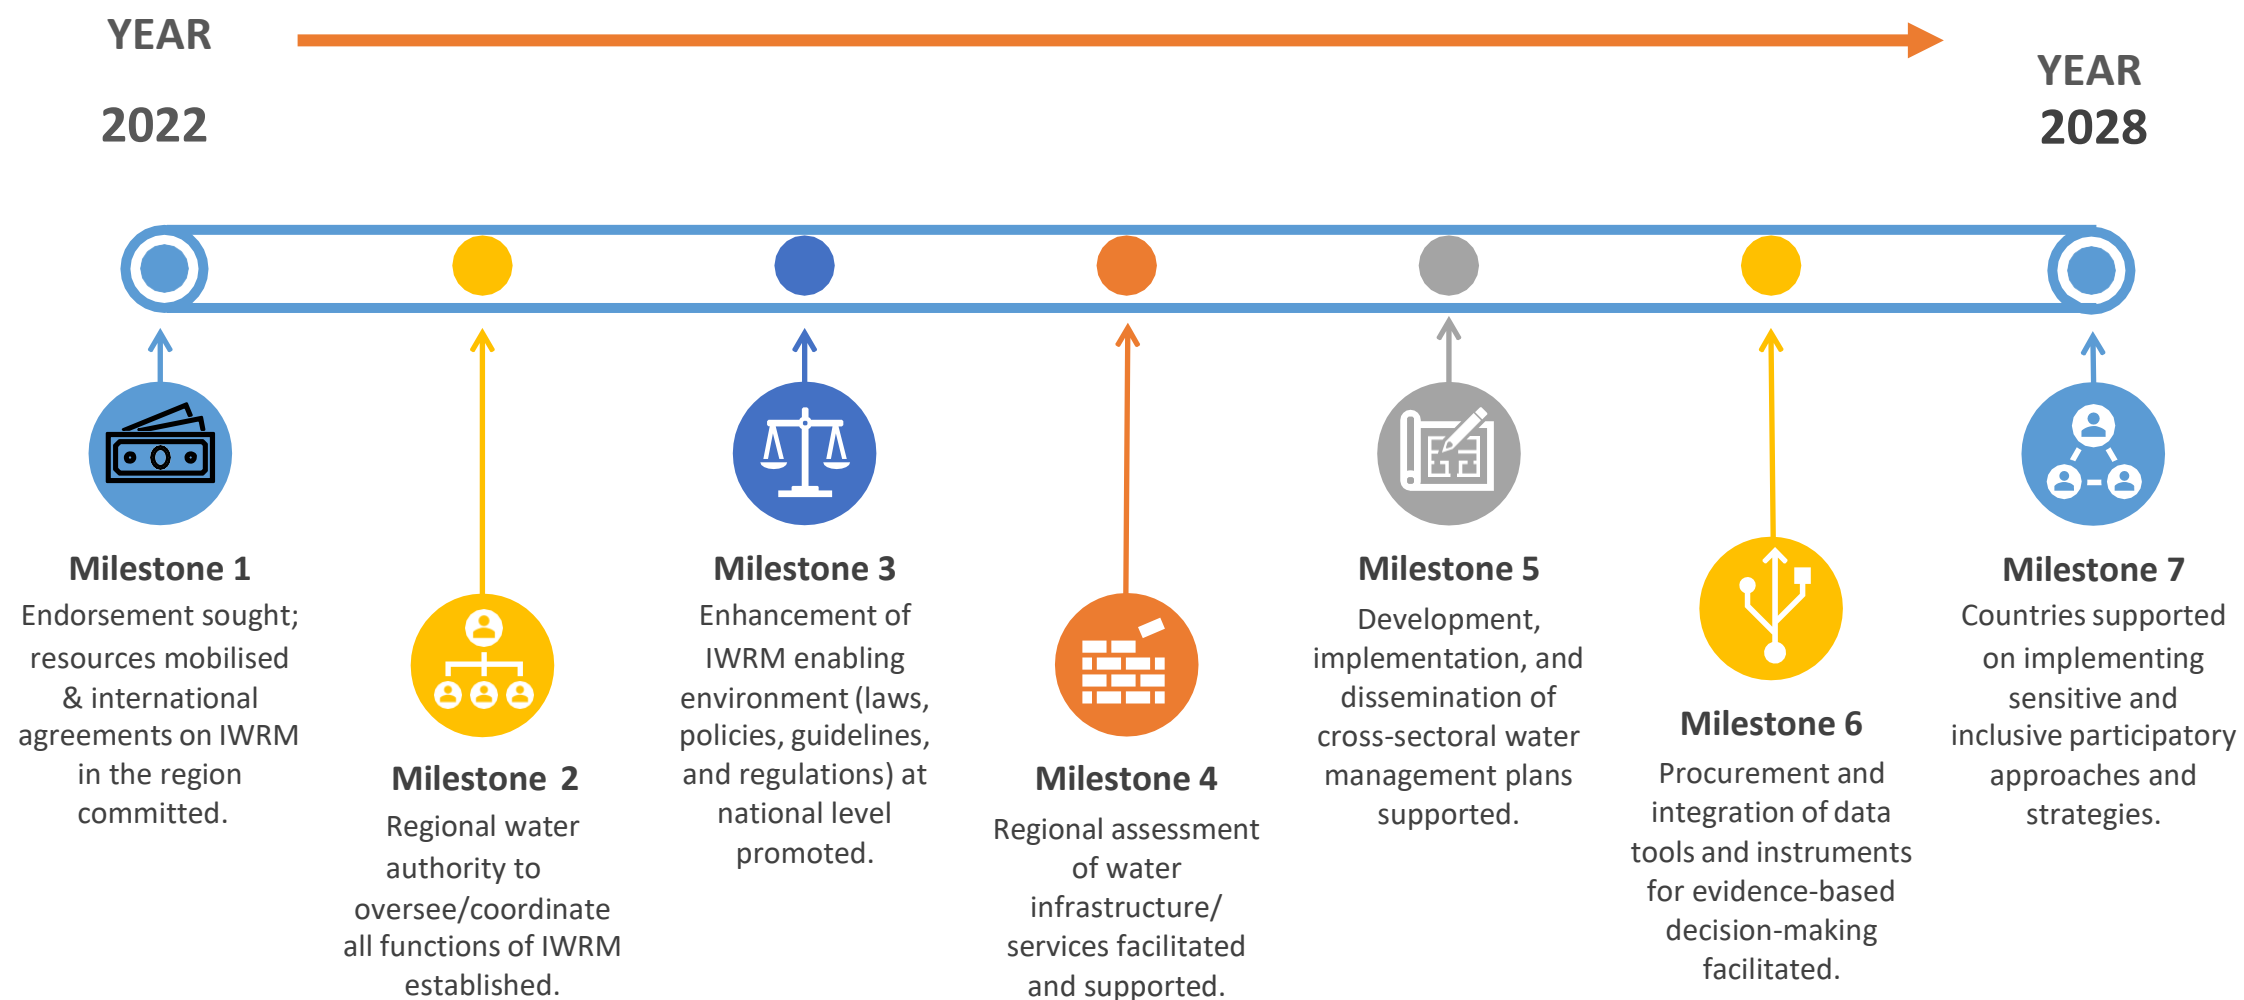 YEAR
2022
YEAR
2028
Milestone 1
Endorsement sought;
resources mobilised
& international
agreements on IWRM
in the region
committed.
Milestone 2
Regional water
authority to
oversee/coordinate
all functions of IWRM
established.
Milestone 3
Enhancement of
IWRM enabling
environment (laws,
policies, guidelines,
and regulations) at
national level
promoted.
Milestone 4
Regional assessment
of water
infrastructure/
services facilitated
and supported.
Milestone 5
Development,
implementation, and
dissemination of
cross-sectoral water
management plans
supported.
Milestone 6
Procurement and
integration of data
tools and instruments
for evidence-based
decision-making
facilitated.
Milestone 7
Countries supported
on implementing
sensitive and
inclusive participatory
approaches and
strategies.